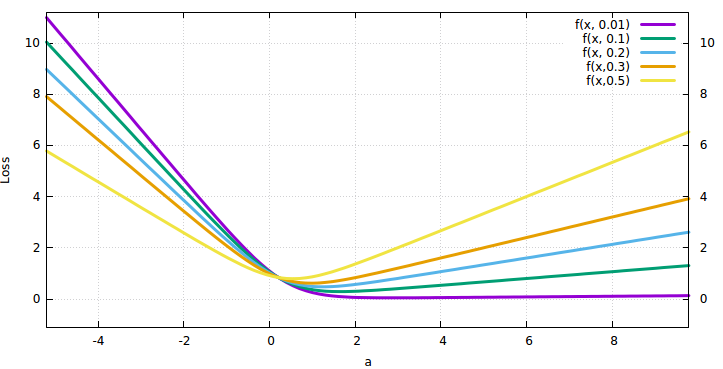 f(x, 0.01)
f(x, 0.1)
f(x, 0.2)
f(x,0.3)
f(x,0.5)
10
8
6
4
2
0
10
8
6
4
2
0
Loss
-4 -2 0 2 4 6 8
a